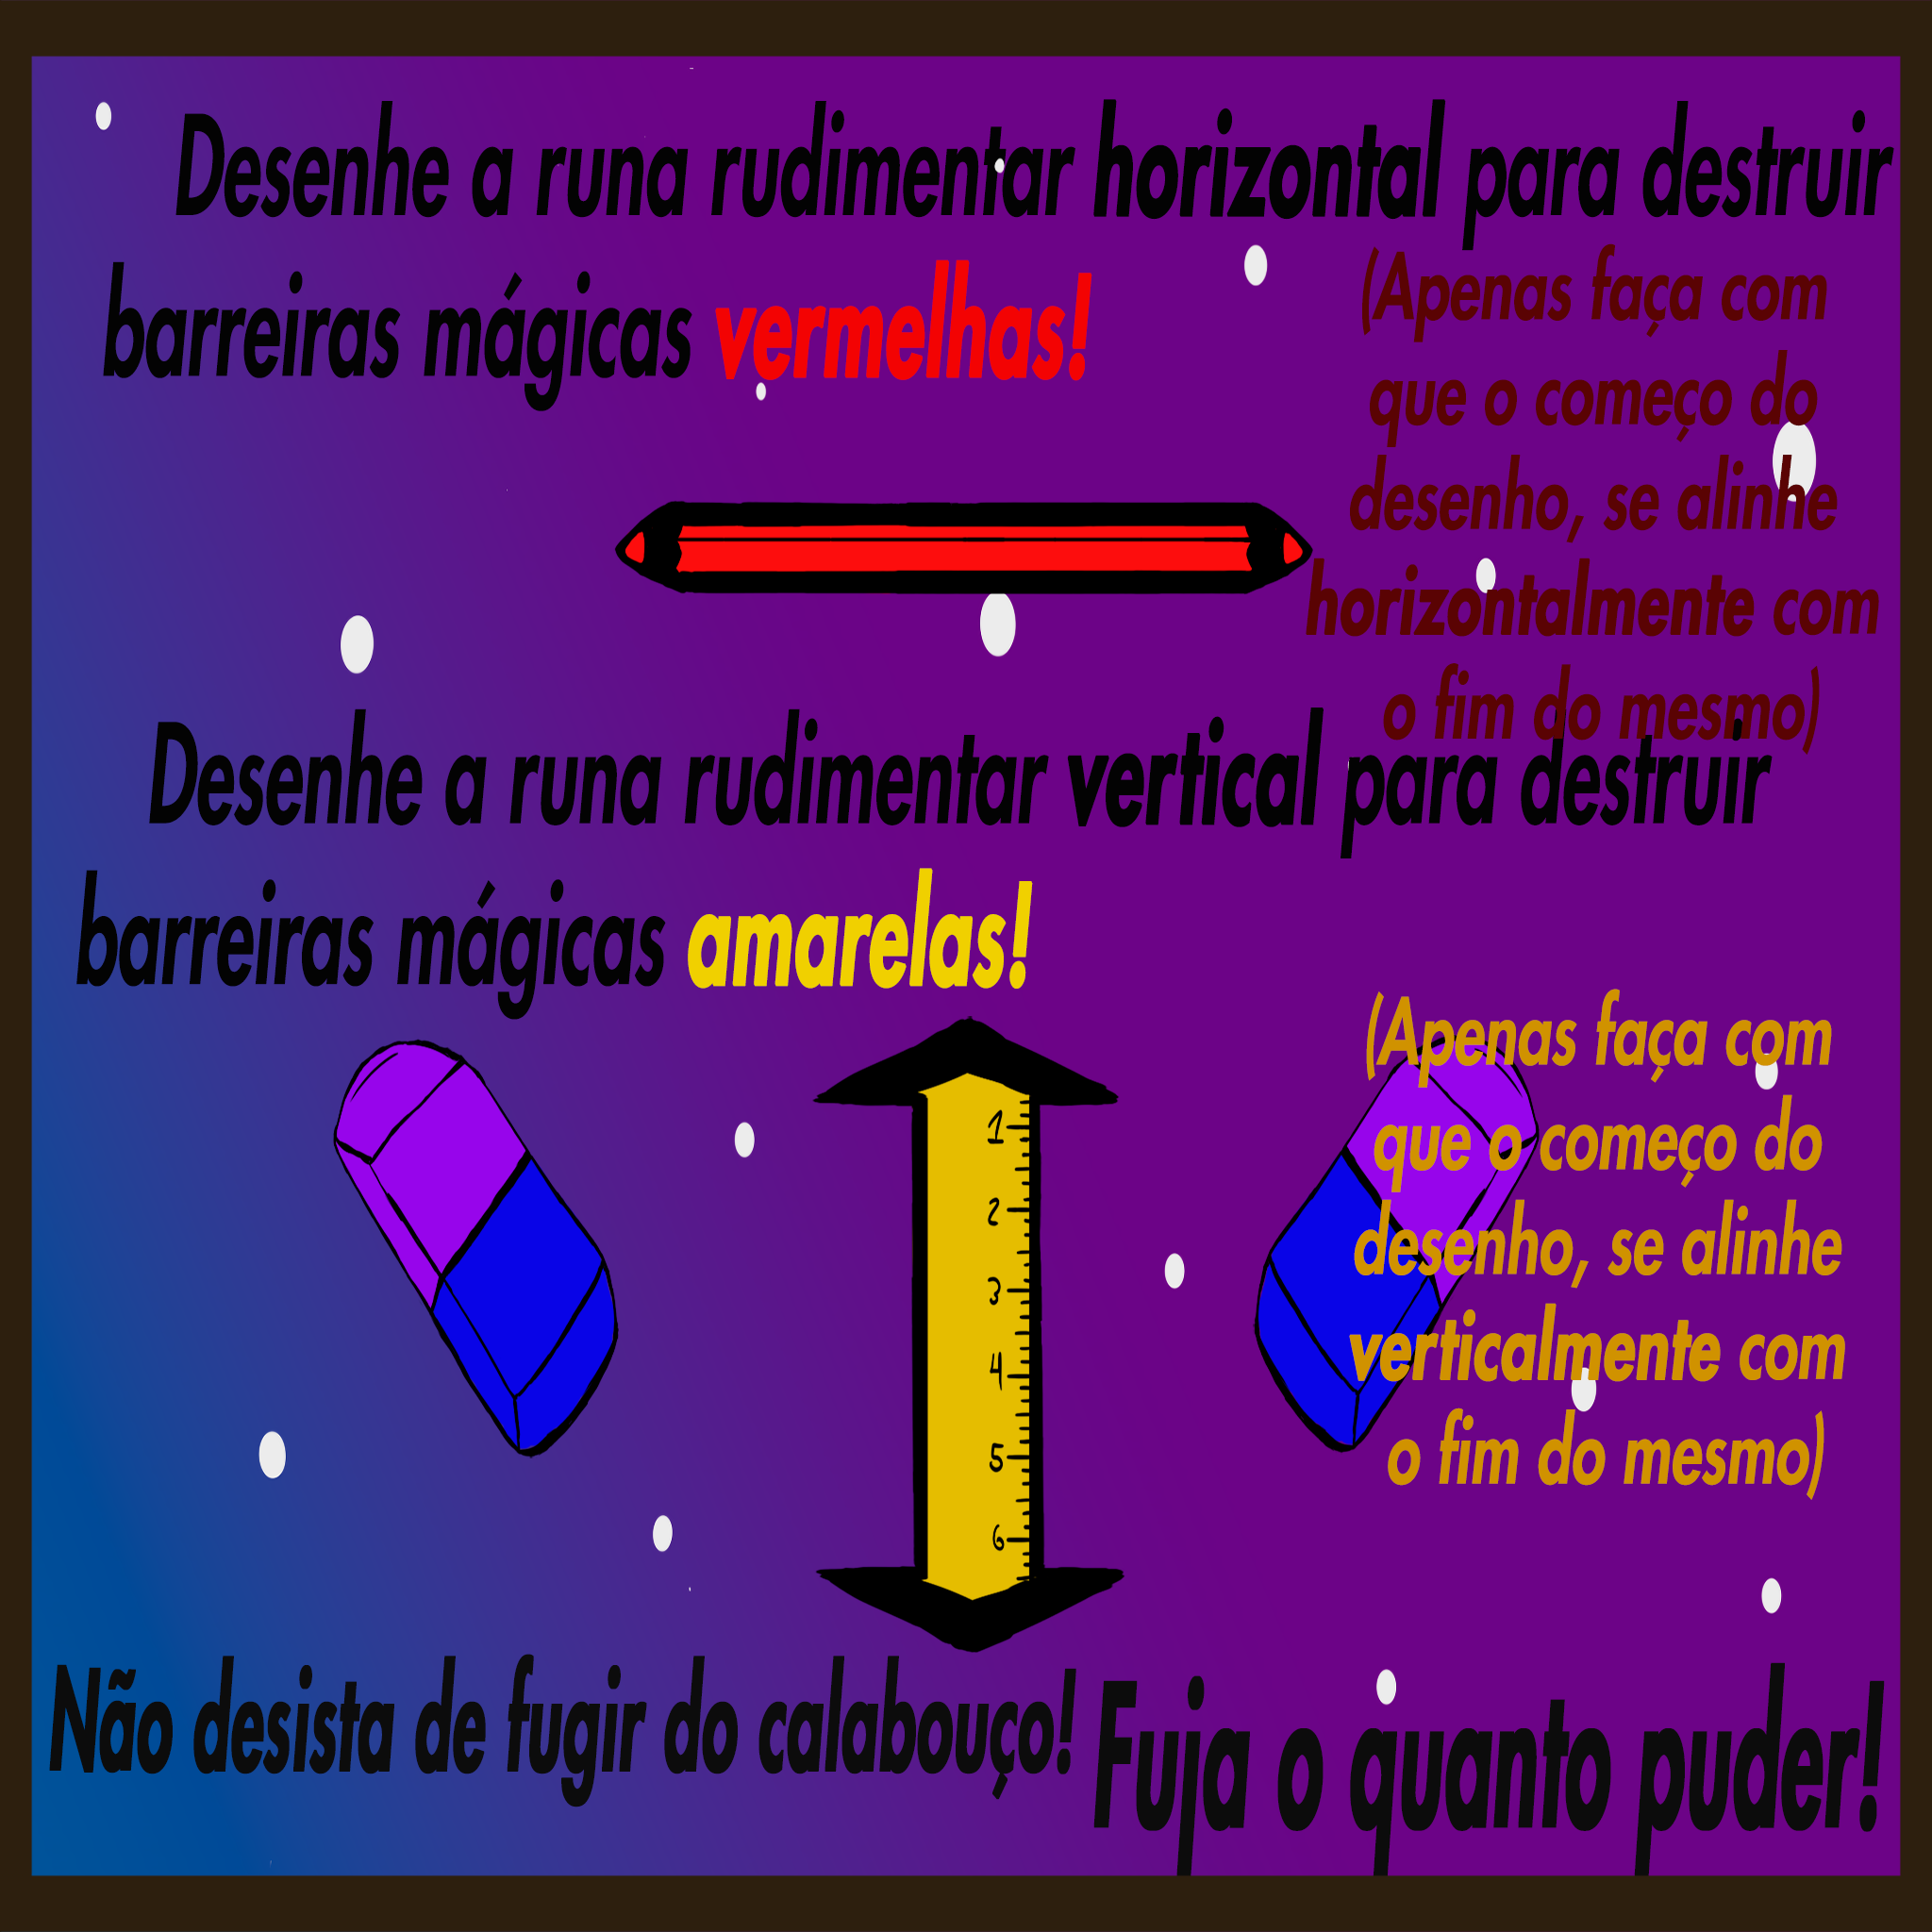 Desenhe a runa rudimentar horizontal para destruir
barreiras mágicas vermelhas!
(Apenas faça com
que o começo do
desenho, se alinhe
horizontalmente com
o fim do mesmo)
Desenhe a runa rudimentar vertical para destruir
barreiras mágicas amarelas!
(Apenas faça com
que o começo do
desenho, se alinhe
verticalmente com
o fim do mesmo)
1
2
3
4
5
6
Não desista de fugir do calabouço! Fuja o quanto puder!